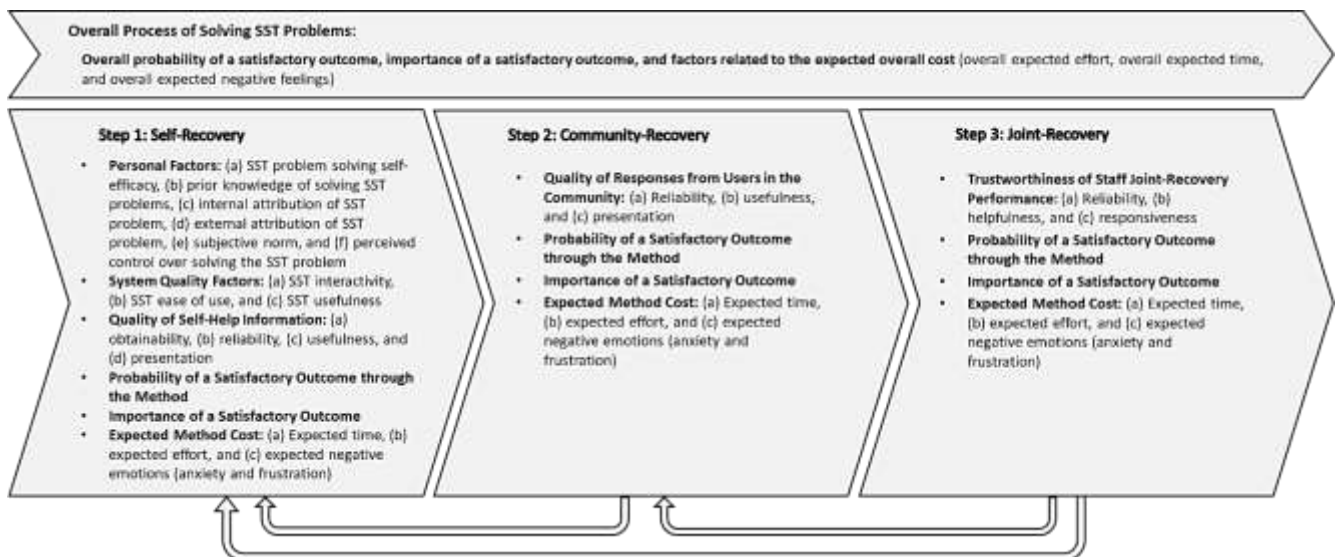 Overall Process of Solving SST Problems:
Overall probability of a satisfactory outcome, importance of a satisfactory outcome, and factors related to the expected overall cost (overall expected effort, overall expected time,
and overall expected negative feelings)
Step 1: Self-Recovery
• Personal Factors: (a) SST problem solving self-
efficacy, (b) prior knowledge of solving SST
problems, (c) internal attribution of SST
problem, (d) external attribution of SST
problem, (e) subjective norm, and (f) perceived
control over solving the SST problem
• System Quality Factors: (a) SST interactivity,
(b) SST ease of use, and (c) SST usefulness
• Quality of Self-Help Information: (a)
obtainability, (b) reliability, (c) usefulness, and
(d) presentation
• Probability of a Satisfactory Outcome through
the Method
• Importance of a Satisfactory Outcome
• Expected Method Cost: (a) Expected time, (b)
expected effort, and (c) expected negative
emotions (anxiety and frustration)
Step 2: Community-Recovery
• Quality of Responses from Users in the
Community: (a) Reliability, (b) usefulness,
and (c) presentation
• Probability of a Satisfactory Outcome
through the Method
• Importance of a Satisfactory Outcome
• Expected Method Cost: (a) Expected time,
(b) expected effort, and (c) expected
negative emotions (anxiety and
frustration)
Step 3: Joint-Recovery
• Trustworthiness of Staff Joint-Recovery
Performance: (a) Reliability, (b)
helpfulness, and (c) responsiveness
• Probability of a Satisfactory Outcome
through the Method
• Importance of a Satisfactory Outcome
• Expected Method Cost: (a) Expected time,
(b) expected effort, and (c) expected
negative emotions (anxiety and
frustration)